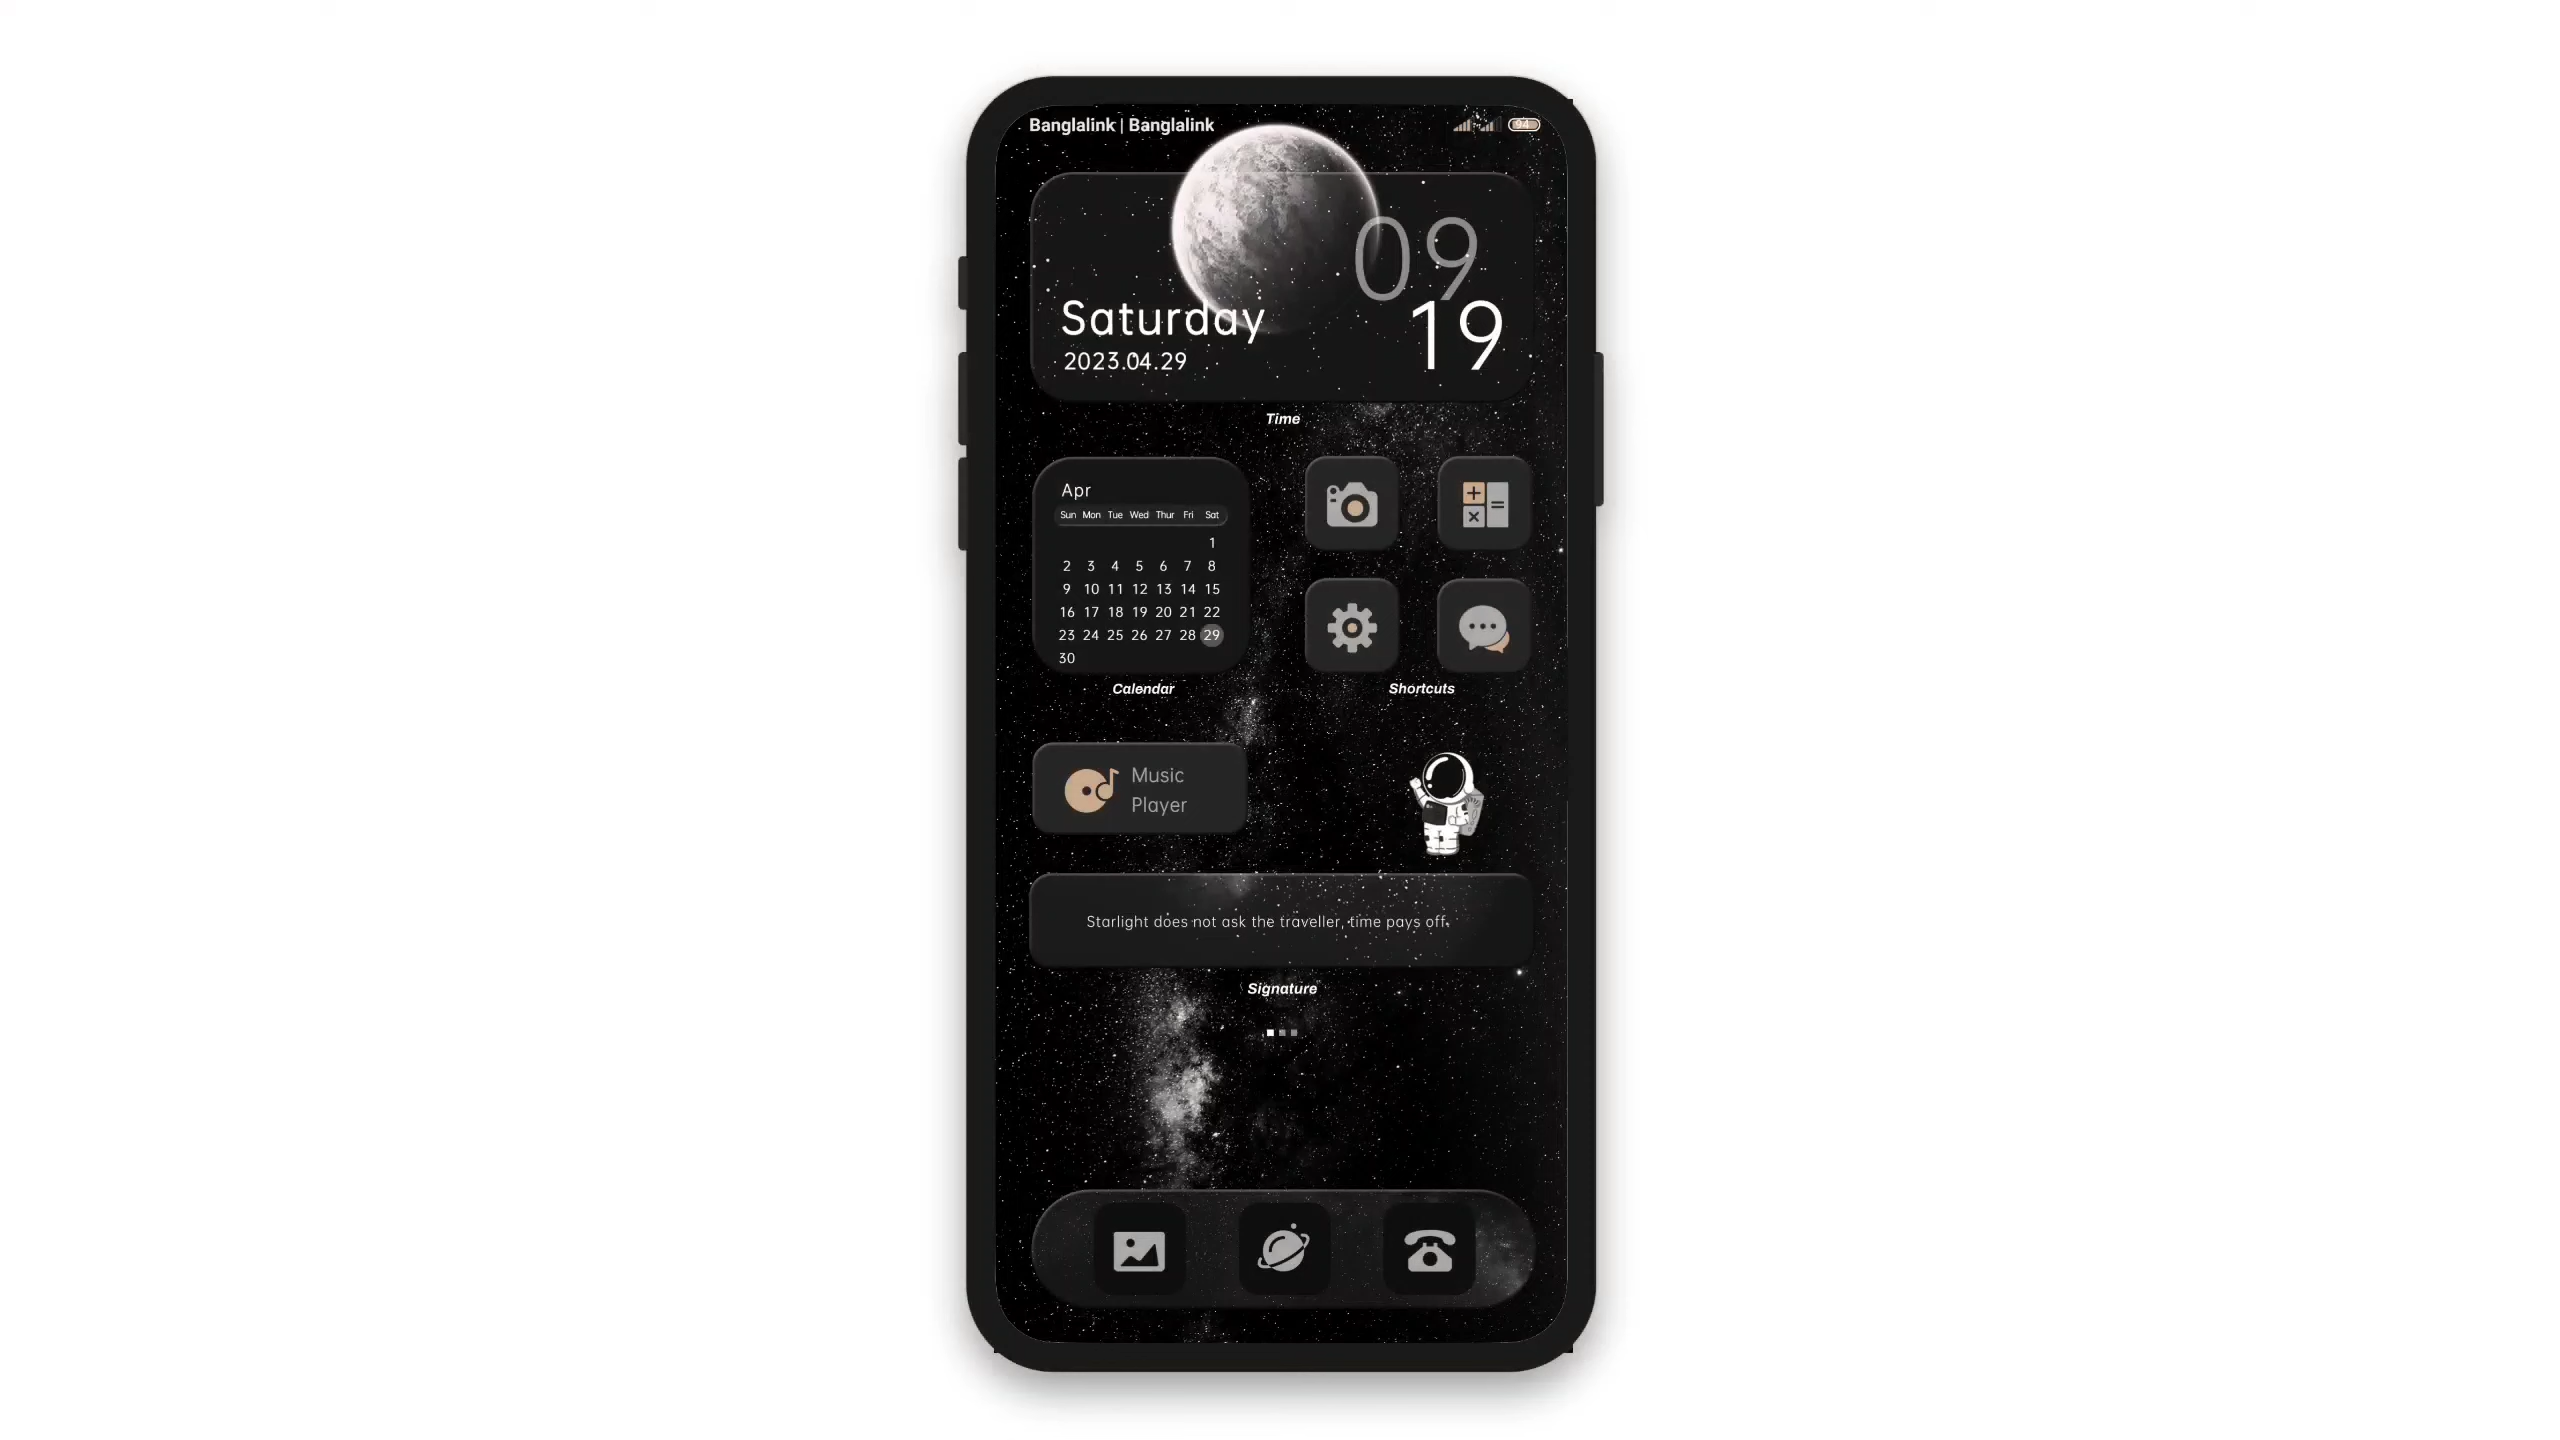 Banglalink | Banglalink 94
09
19
Saturday
2023.04.29
Time
Apr
Sun Mon Tue Wed Thur Fri Sat
1
2 3 4 5 6 7 8
9 10 11 12 13 14 15
16 17 18 19 20 21 22
23 24 25 26 27 28 29
30
Calendar
Shortcuts
Music
Player
Starlight does not ask the traveller, time pays off.
Signature